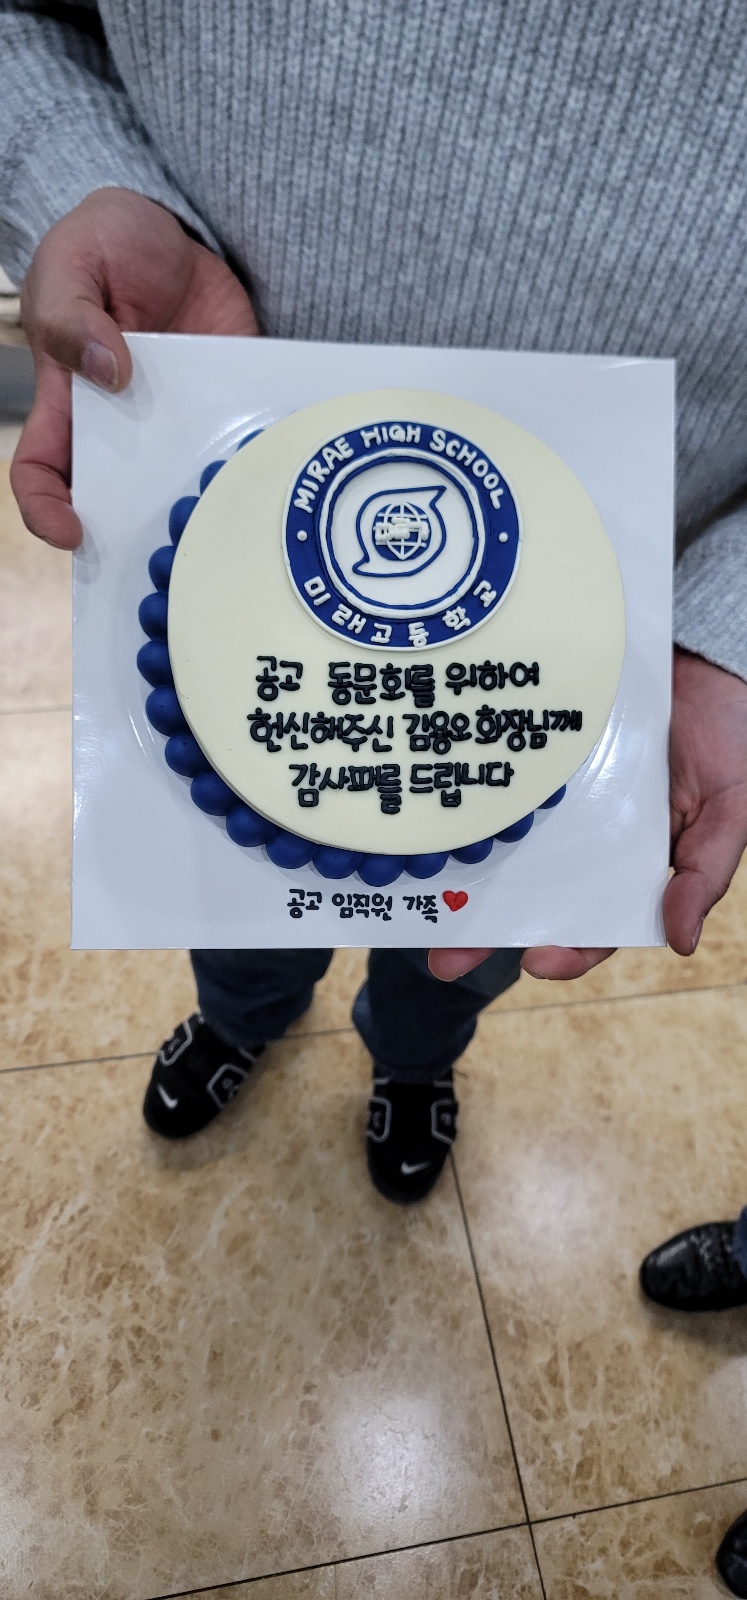 MIRAE HIGH SCHOOL
미래고등학교
공고 동문회를 위하여
헌신해주신 김용오 회장님께
감사패를 드립니다
공고 임직원 가족